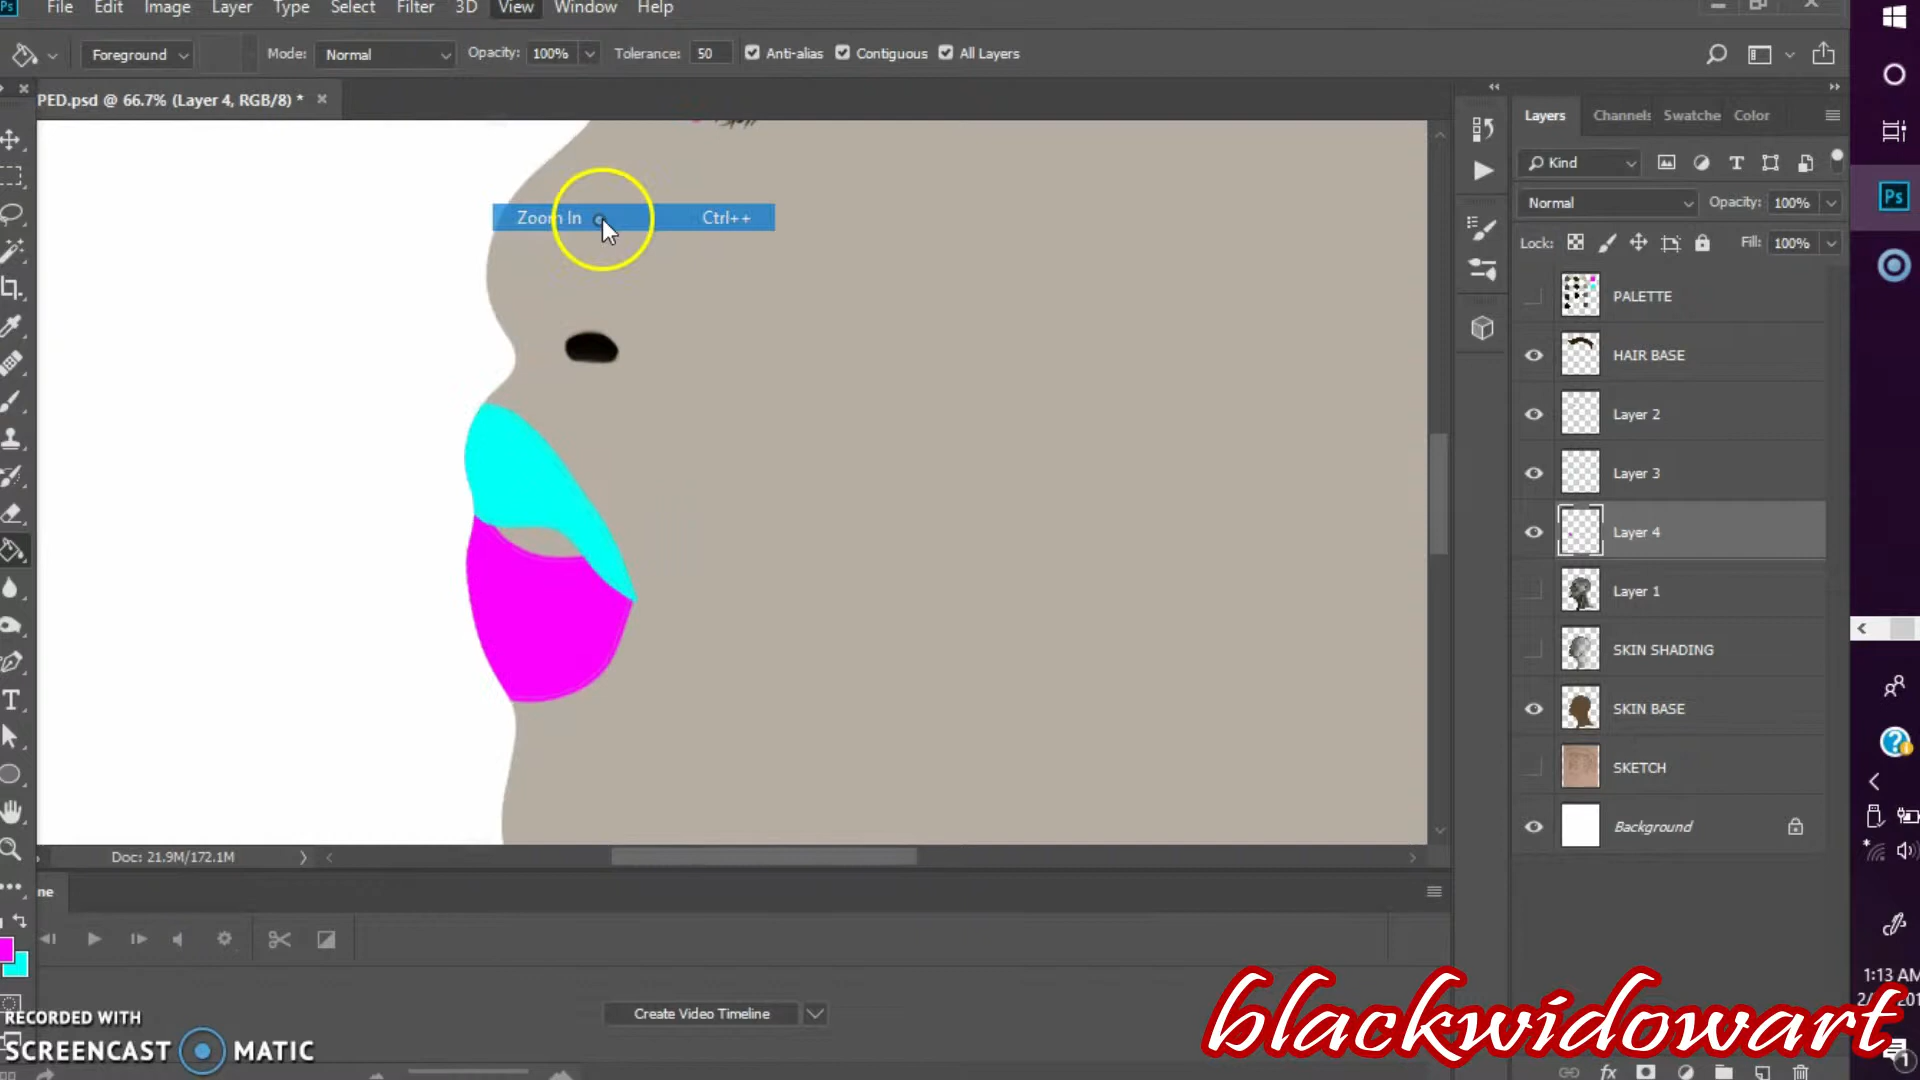 Ps File Edit Image Layer Type Select Filter 3D View Window Help
Foreground Mode: Normal Opacity: 100% Tolerance: 50 Anti-alias Contiguous All Layers
PED.psd @ 66.7% (Layer 4, RGB/8) *
Layers Channels Swatche Color
Kind
Normal Opacity: 100%
Zoom In Ctrl++
Lock: Fill: 100%
PALETTE
HAIR BASE
Layer 2
Layer 3
Layer 4
Layer 1
SKIN SHADING
SKIN BASE
SKETCH
Background
Doc: 21.9M/172.1M
ne
Create Video Timeline
1:13 AM
RECORDED WITH
SCREENCAST MATIC
blackwidowart